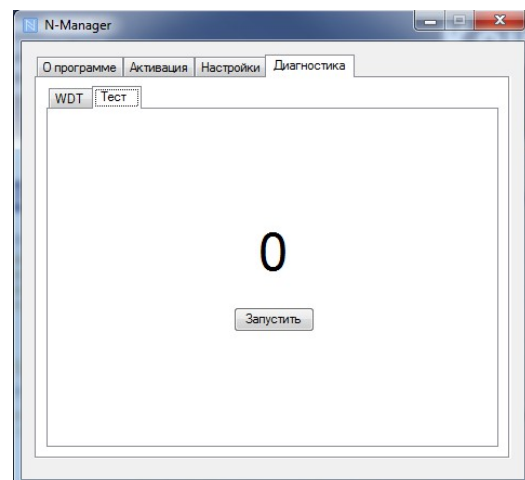 N-Manager
О программе Активация Настройки Диагностика
WDT Тест
0
Запустить